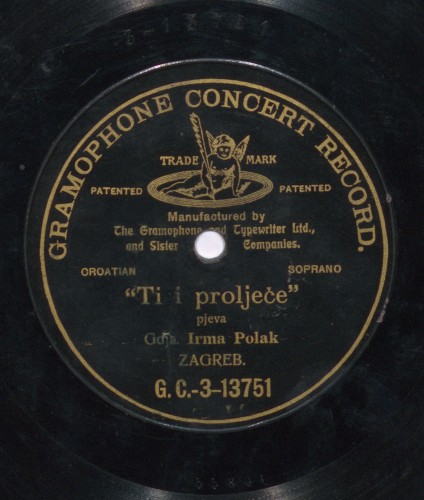 GRAMOPHONE CONCERT RECORD.
TRADE MARK
PATENTED PATENTED
Manufactured by
The Gramophone and Typewriter Ltd.,
and Sister Companies.
CROATIAN SOPRANO
"Ti i proljeće"
pjeva
Gdja. Irma Polak
ZAGREB.
G.C.-3-13751